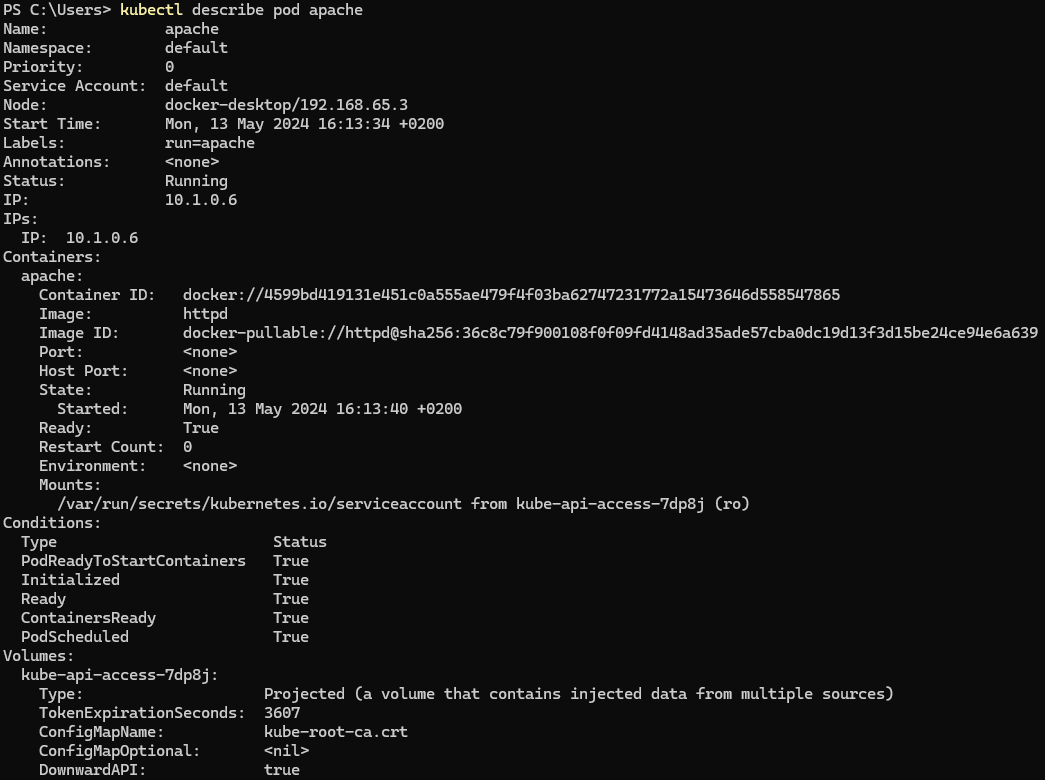 PS C:\Users> kubectl describe pod apache
Name:             apache
Namespace:        default
Priority:         0
Service Account:  default
Node:             docker-desktop/192.168.65.3
Start Time:       Mon, 13 May 2024 16:13:34 +0200
Labels:           run=apache
Annotations:      <none>
Status:           Running
IP:               10.1.0.6
IPs:
  IP:  10.1.0.6
Containers:
  apache:
    Container ID:   docker://4599bd419131e451c0a555ae479f4f03ba62747231772a15473646d558547865
    Image:          httpd
    Image ID:       docker-pullable://httpd@sha256:36c8c79f900108f0f09fd4148ad35ade57cba0dc19d13f3d15be24ce94e6a639
    Port:           <none>
    Host Port:      <none>
    State:          Running
      Started:      Mon, 13 May 2024 16:13:40 +0200
    Ready:          True
    Restart Count:  0
    Environment:    <none>
    Mounts:
      /var/run/secrets/kubernetes.io/serviceaccount from kube-api-access-7dp8j (ro)
Conditions:
  Type                        Status
  PodReadyToStartContainers   True
  Initialized                 True
  Ready                       True
  ContainersReady             True
  PodScheduled                True
Volumes:
  kube-api-access-7dp8j:
    Type:                    Projected (a volume that contains injected data from multiple sources)
    TokenExpirationSeconds:  3607
    ConfigMapName:           kube-root-ca.crt
    ConfigMapOptional:       <nil>
    DownwardAPI:             true